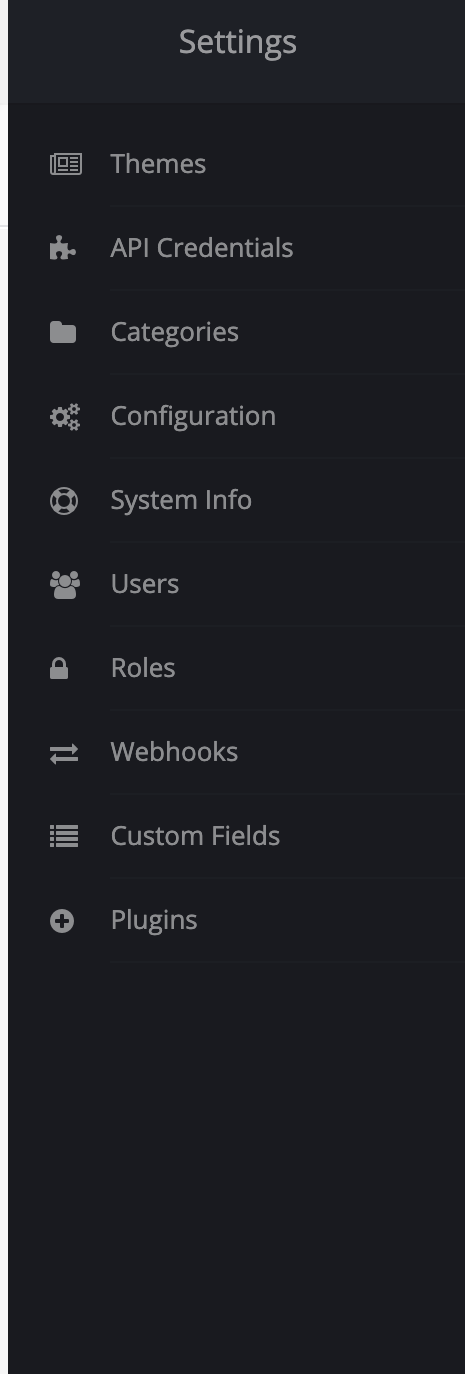 Settings
Themes
API Credentials
Categories
Configuration
System Info
Users
Roles
Webhooks
Custom Fields
Plugins